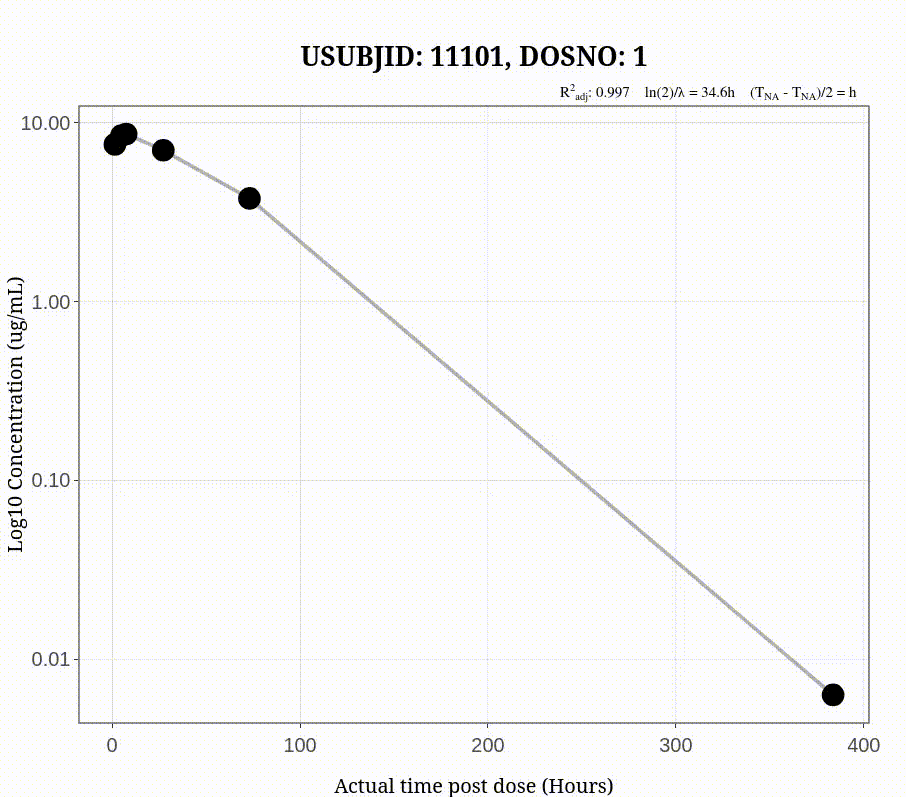 USUBJID: 11101, DOSNO: 1
R²adj: 0.997 ln(2)/λ = 34.6h (TNA - TNA)/2 = h
10.00
1.00
0.10
0.01
Log10 Concentration (ug/mL)
0 100 200 300 400
Actual time post dose (Hours)